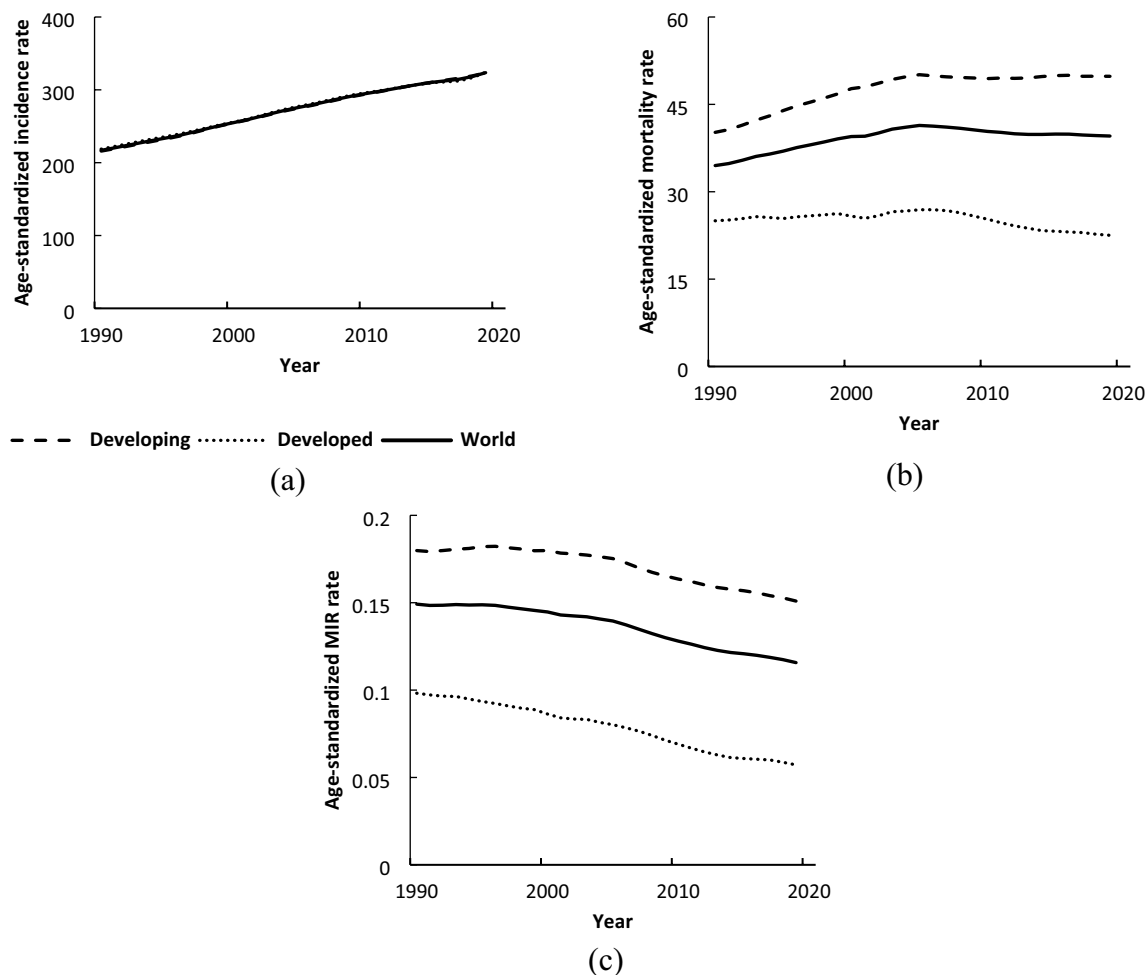 400
300
200
100
0
1990
2000
2010
2020
Age-standardized incidence rate
Year
Developing
Developed
World
(a)
60
45
30
15
0
1990
2000
2010
2020
Age-standardized mortality rate
Year
(b)
0.2
0.15
0.1
0.05
0
1990
2000
2010
2020
Age-standardized MIR rate
Year
(c)